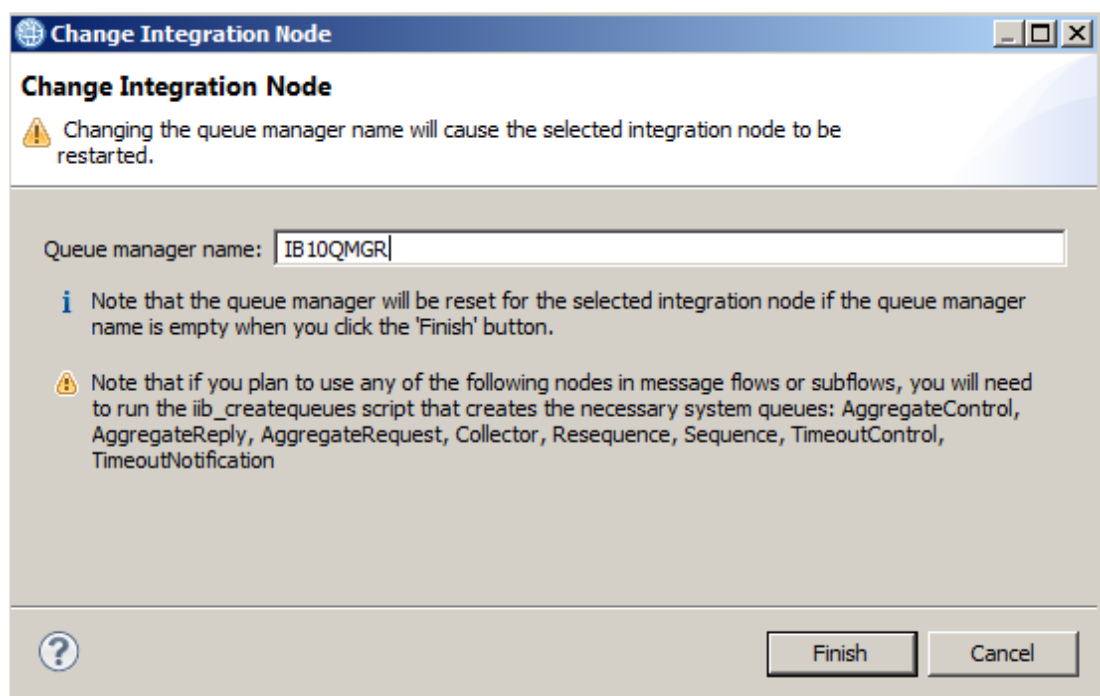 Change Integration Node
Change Integration Node
Changing the queue manager name will cause the selected integration node to be
restarted.
Queue manager name: IB10QMGR
i Note that the queue manager will be reset for the selected integration node if the queue manager
name is empty when you click the 'Finish' button.
Note that if you plan to use any of the following nodes in message flows or subflows, you will need
to run the iib_createqueues script that creates the necessary system queues: AggregateControl,
AggregateReply, AggregateRequest, Collector, Resequence, Sequence, TimeoutControl,
TimeoutNotification
? Finish Cancel